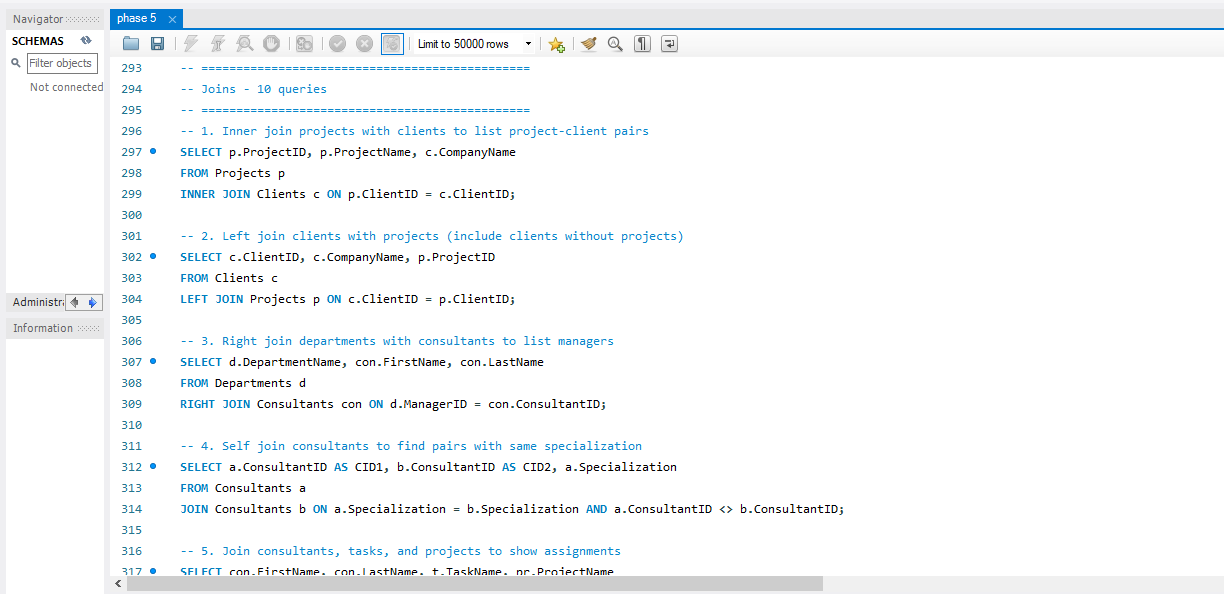 Navigator
SCHEMAS
Filter objects
Not connected
Administra
Information
phase 5
Limit to 50000 rows
293 -- ===============================================
294 -- Joins - 10 queries
295 -- ===============================================
296 -- 1. Inner join projects with clients to list project-client pairs
297 SELECT p.ProjectID, p.ProjectName, c.CompanyName
298 FROM Projects p
299 INNER JOIN Clients c ON p.ClientID = c.ClientID;
300
301 -- 2. Left join clients with projects (include clients without projects)
302 SELECT c.ClientID, c.CompanyName, p.ProjectID
303 FROM Clients c
304 LEFT JOIN Projects p ON c.ClientID = p.ClientID;
305
306 -- 3. Right join departments with consultants to list managers
307 SELECT d.DepartmentName, con.FirstName, con.LastName
308 FROM Departments d
309 RIGHT JOIN Consultants con ON d.ManagerID = con.ConsultantID;
310
311 -- 4. Self join consultants to find pairs with same specialization
312 SELECT a.ConsultantID AS CID1, b.ConsultantID AS CID2, a.Specialization
313 FROM Consultants a
314 JOIN Consultants b ON a.Specialization = b.Specialization AND a.ConsultantID <> b.ConsultantID;
315
316 -- 5. Join consultants, tasks, and projects to show assignments
317 SELECT con.FirstName, con.LastName, t.TaskName, pr.ProjectName